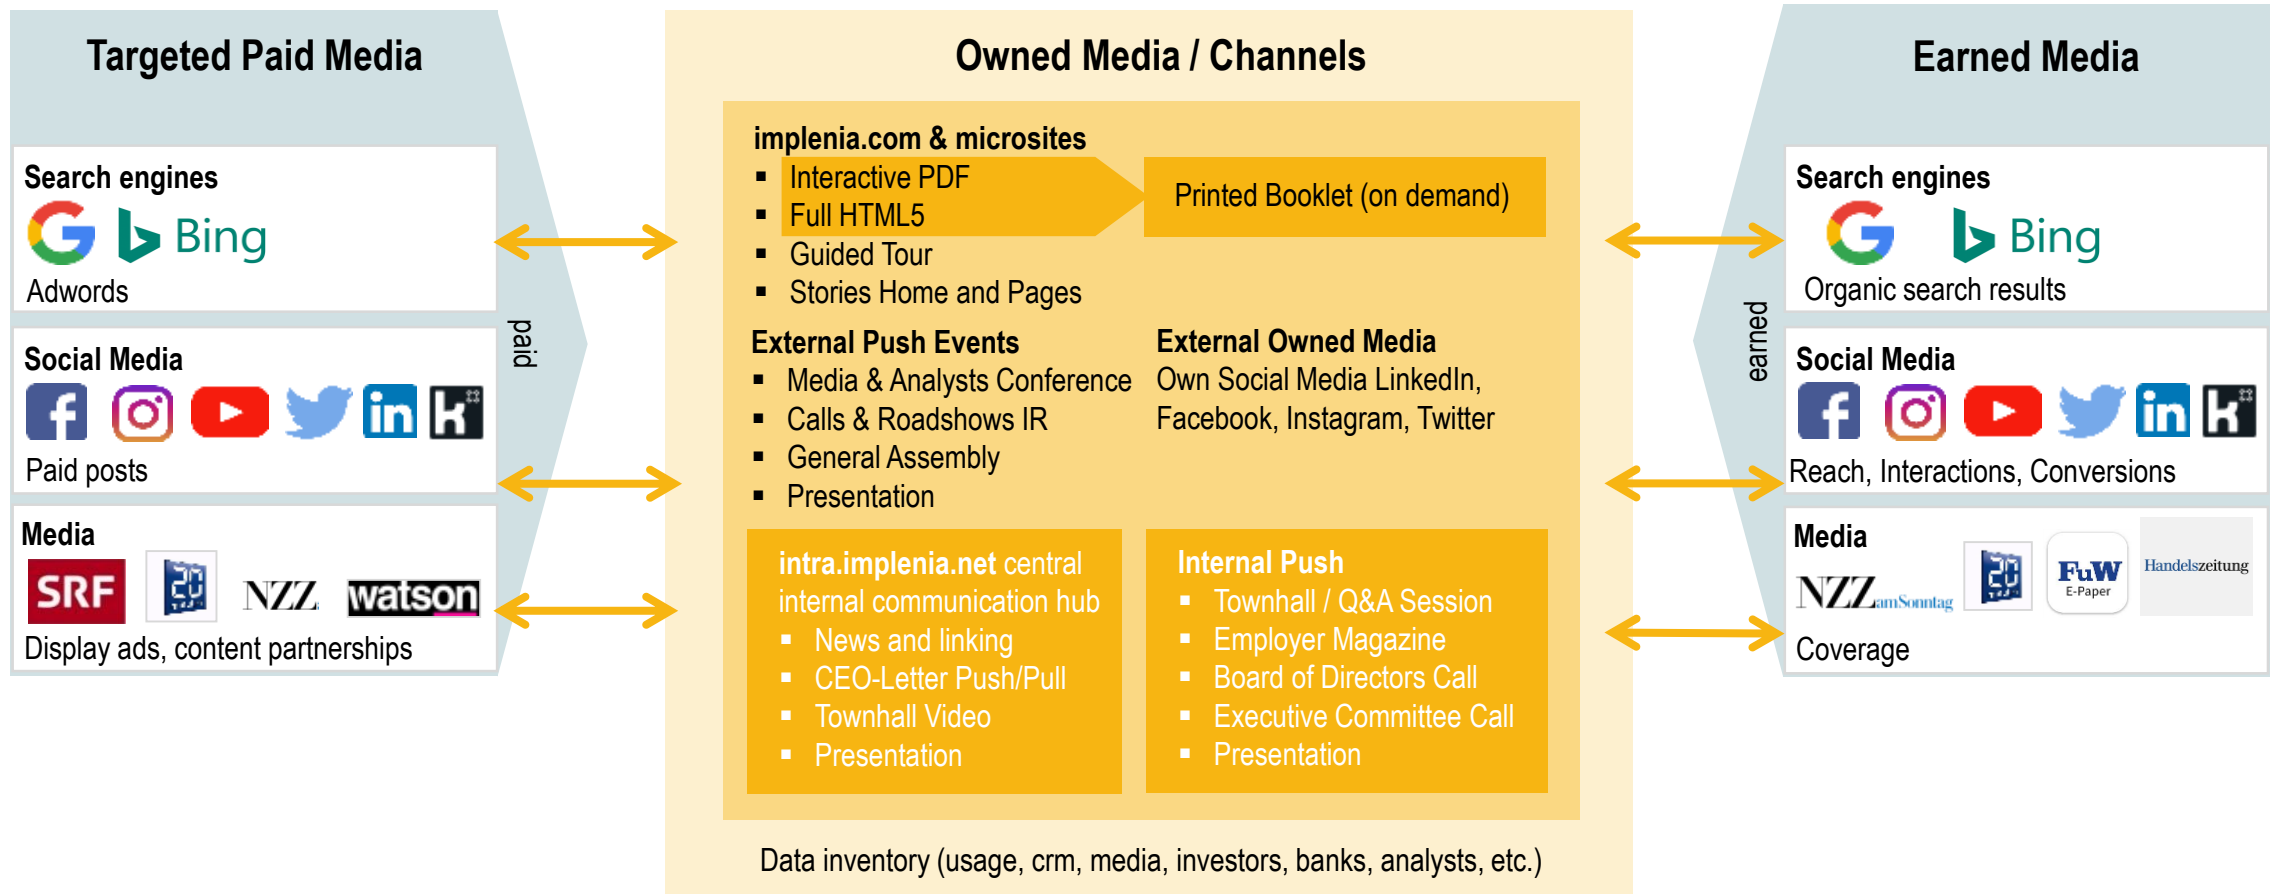 Targeted Paid Media
Search engines
Bing
Adwords
Social Media
in
Paid posts
Media
SRF
20
NZZ
watson
Display ads, content partnerships
paid
Owned Media / Channels
implenia.com & microsites
▪ Interactive PDF
▪ Full HTML5
▪ Guided Tour
▪ Stories Home and Pages
Printed Booklet (on demand)
External Push Events
▪ Media & Analysts Conference
▪ Calls & Roadshows IR
▪ General Assembly
▪ Presentation
External Owned Media
Own Social Media LinkedIn,
Facebook, Instagram, Twitter
intra.implenia.net central
internal communication hub
▪ News and linking
▪ CEO-Letter Push/Pull
▪ Townhall Video
▪ Presentation
Internal Push
▪ Townhall / Q&A Session
▪ Employer Magazine
▪ Board of Directors Call
▪ Executive Committee Call
▪ Presentation
Data inventory (usage, crm, media, investors, banks, analysts, etc.)
Earned Media
earned
Search engines
Bing
Organic search results
Social Media
in
Reach, Interactions, Conversions
Media
NZZamSonntag
20
FuW
E-Paper
Handelszeitung
Coverage